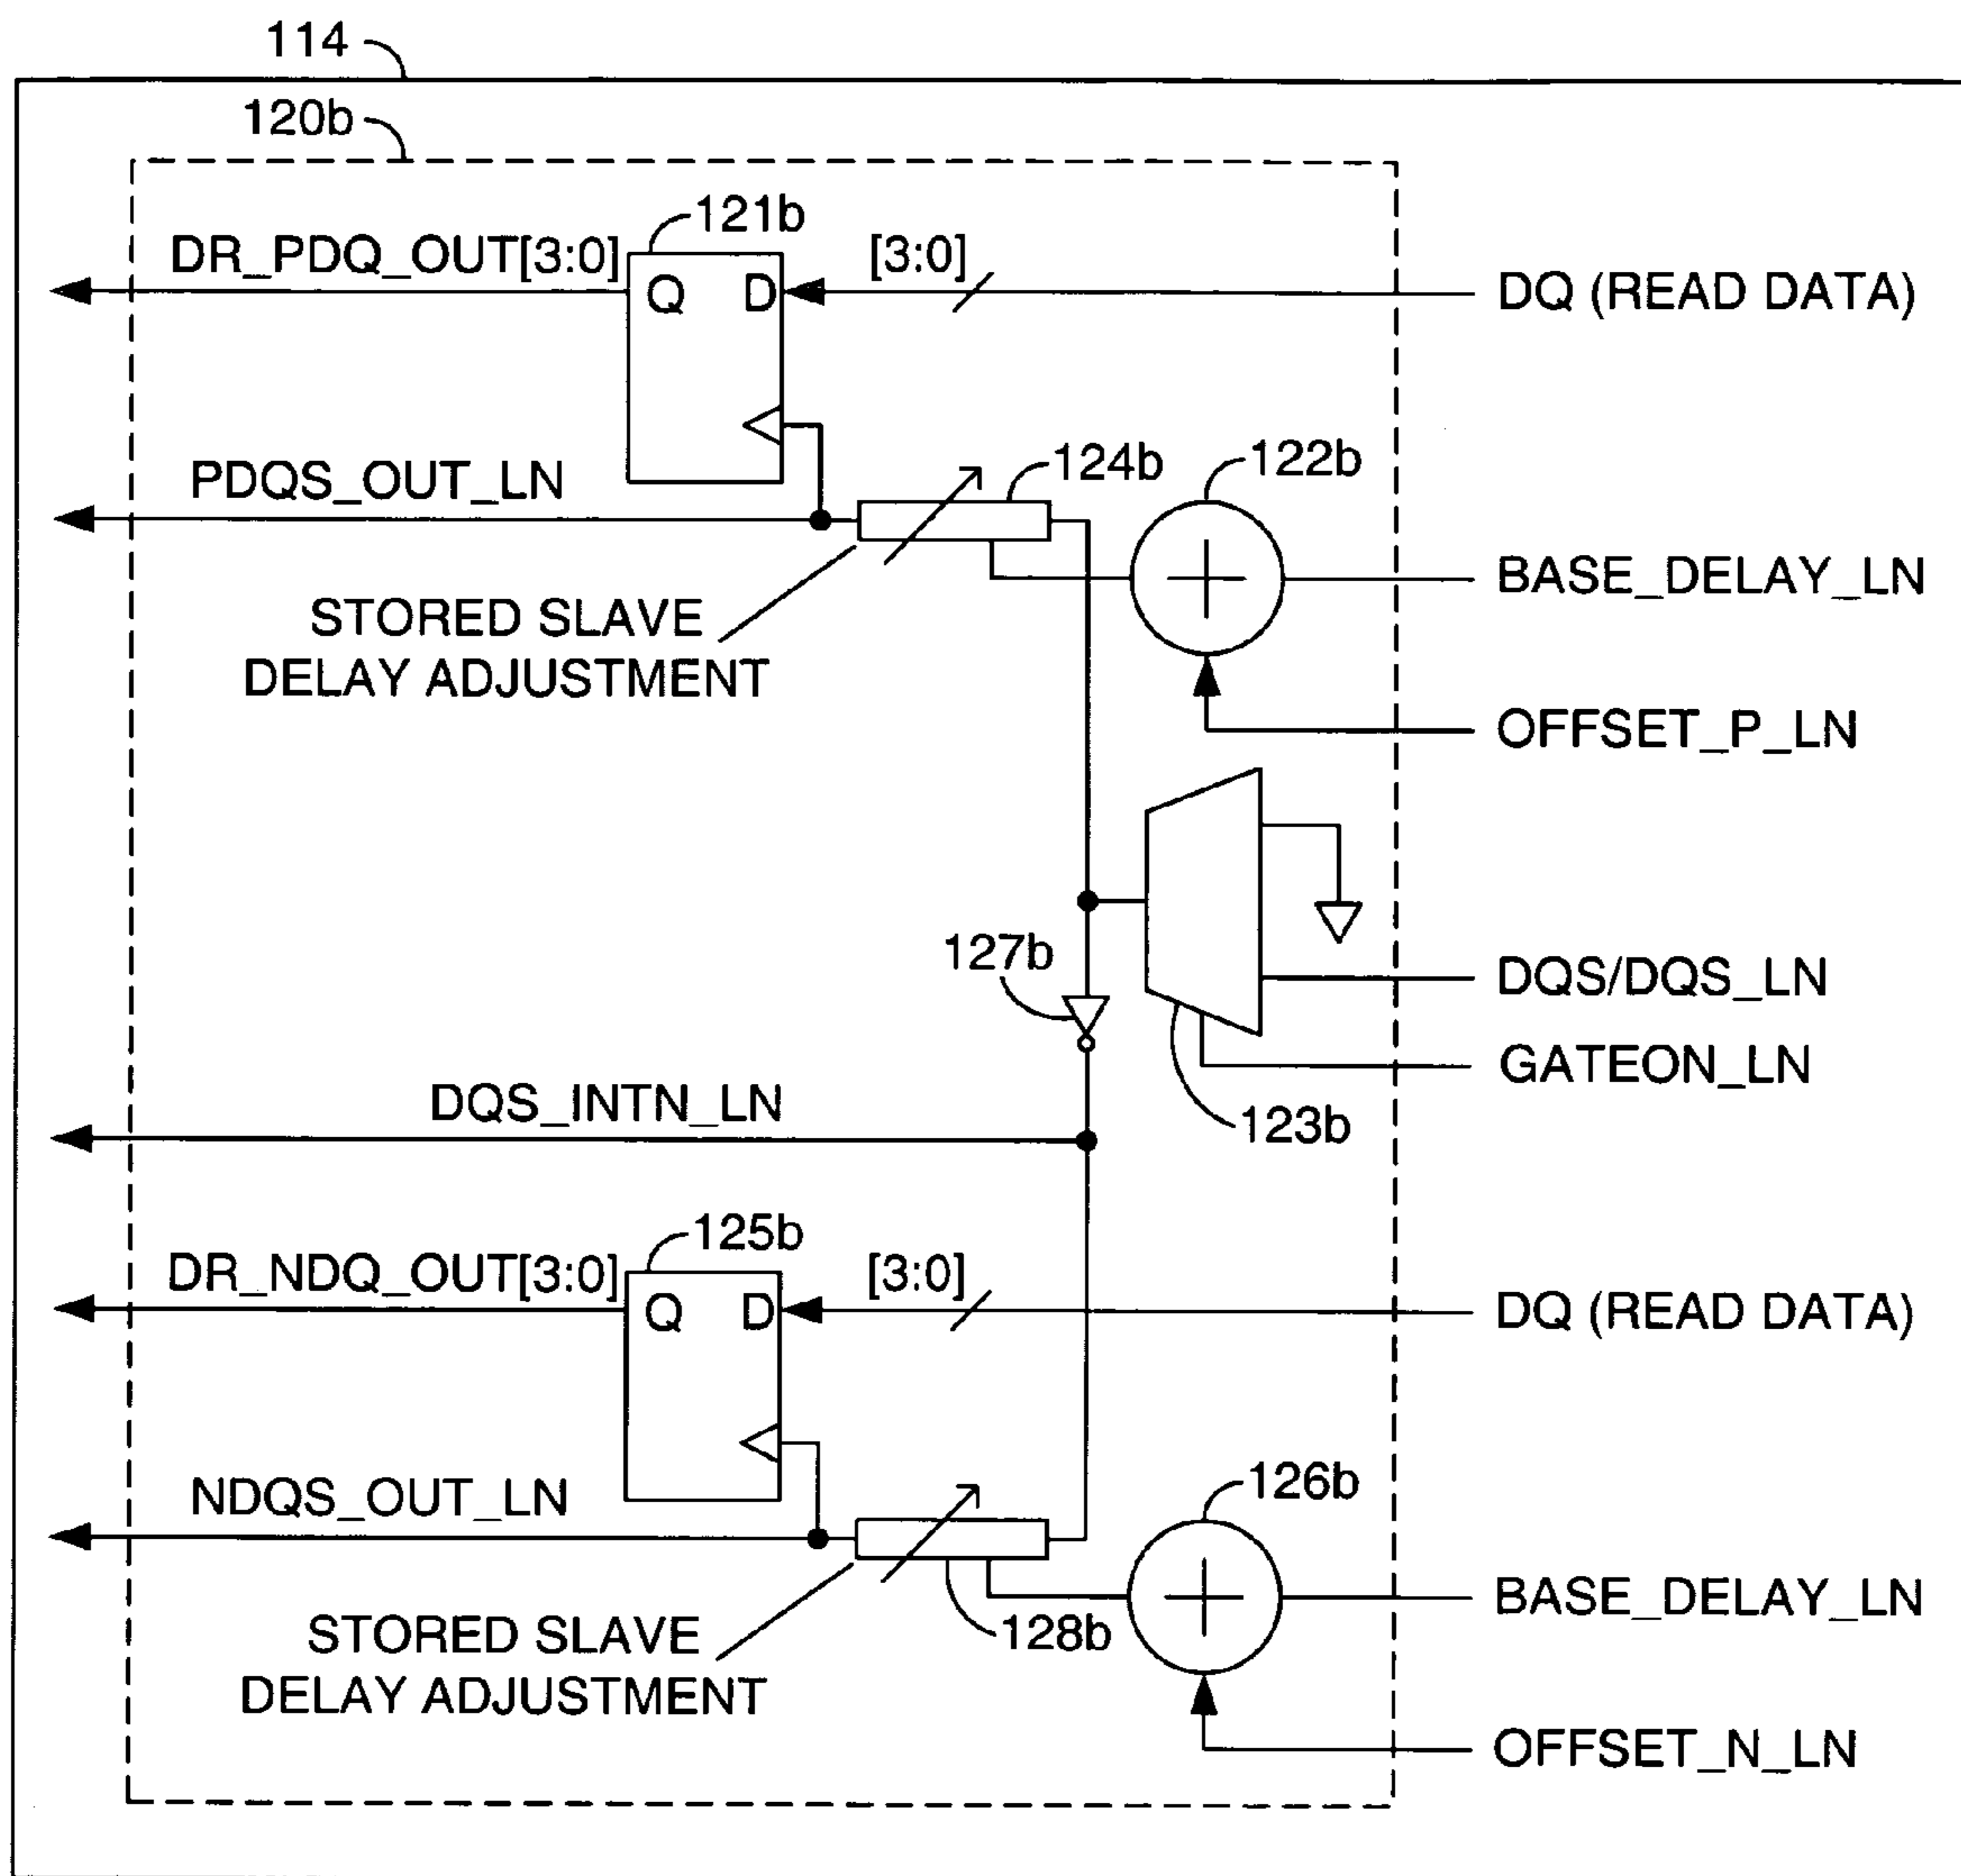 114
120b
121b
DR_PDQ_OUT[3:0]
[3:0]
Q
D
DQ (READ DATA)
PDQS_OUT_LN
124b
122b
STORED SLAVE
DELAY ADJUSTMENT
BASE_DELAY_LN
OFFSET_P_LN
127b
DQS/DQS_LN
GATEON_LN
123b
DQS_INTN_LN
125b
DR_NDQ_OUT[3:0]
[3:0]
Q
D
DQ (READ DATA)
NDQS_OUT_LN
126b
STORED SLAVE
DELAY ADJUSTMENT
128b
BASE_DELAY_LN
OFFSET_N_LN